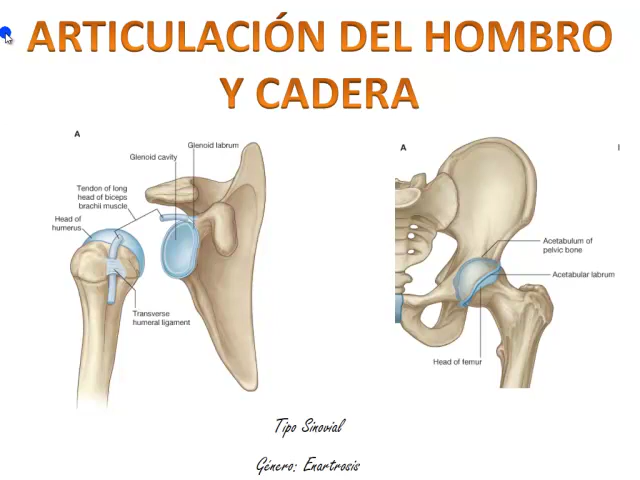 ARTICULACIÓN DEL HOMBRO
Y CADERA
A
Glenoid labrum
Glenoid cavity
Tendon of long
head of biceps
brachii muscle
Head of
humerus
Transverse
humeral ligament
A
Acetabulum of
pelvic bone
Acetabular labrum
Head of femur
Tipo Sinovial
Género: Enartrosis